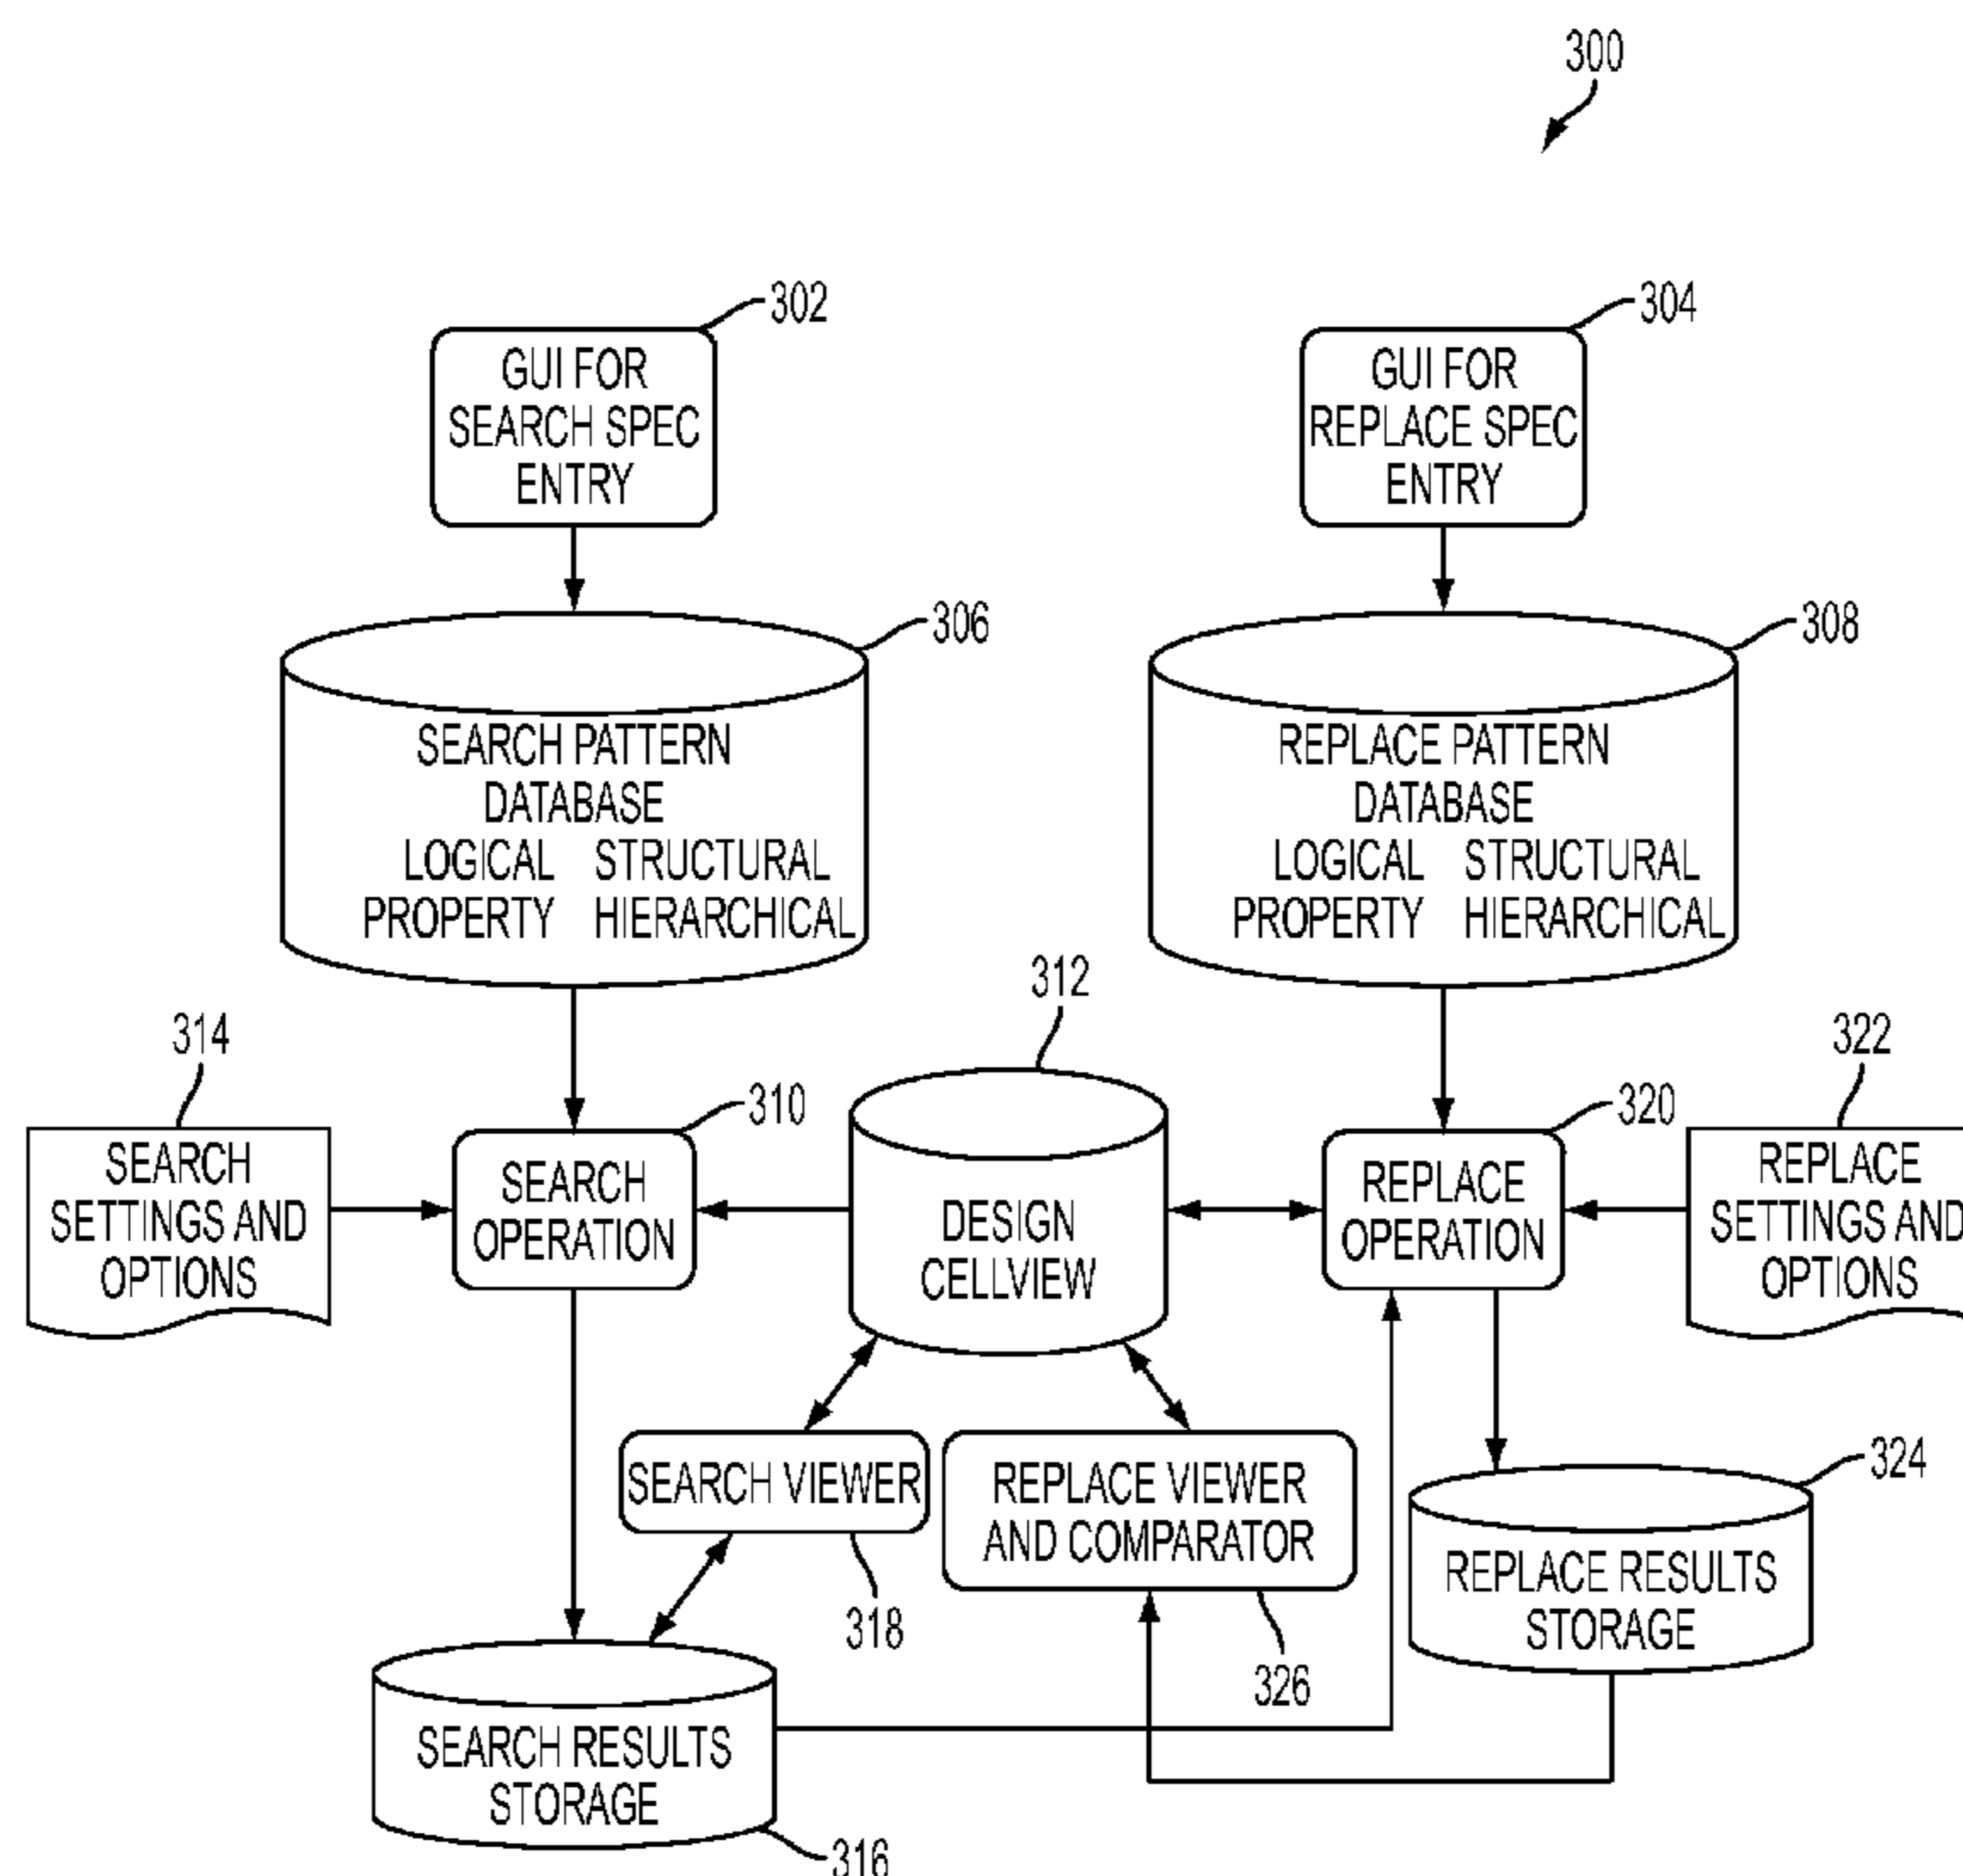 300
302
304
GUI FOR
SEARCH SPEC
ENTRY
GUI FOR
REPLACE SPEC
ENTRY
306
308
SEARCH PATTERN
DATABASE
LOGICAL STRUCTURAL
PROPERTY HIERARCHICAL
REPLACE PATTERN
DATABASE
LOGICAL STRUCTURAL
PROPERTY HIERARCHICAL
312
314
310
320
322
SEARCH
SETTINGS AND
OPTIONS
SEARCH
OPERATION
DESIGN
CELLVIEW
REPLACE
OPERATION
REPLACE
SETTINGS AND
OPTIONS
SEARCH VIEWER
318
REPLACE VIEWER
AND COMPARATOR
326
324
REPLACE RESULTS
STORAGE
SEARCH RESULTS
STORAGE
316